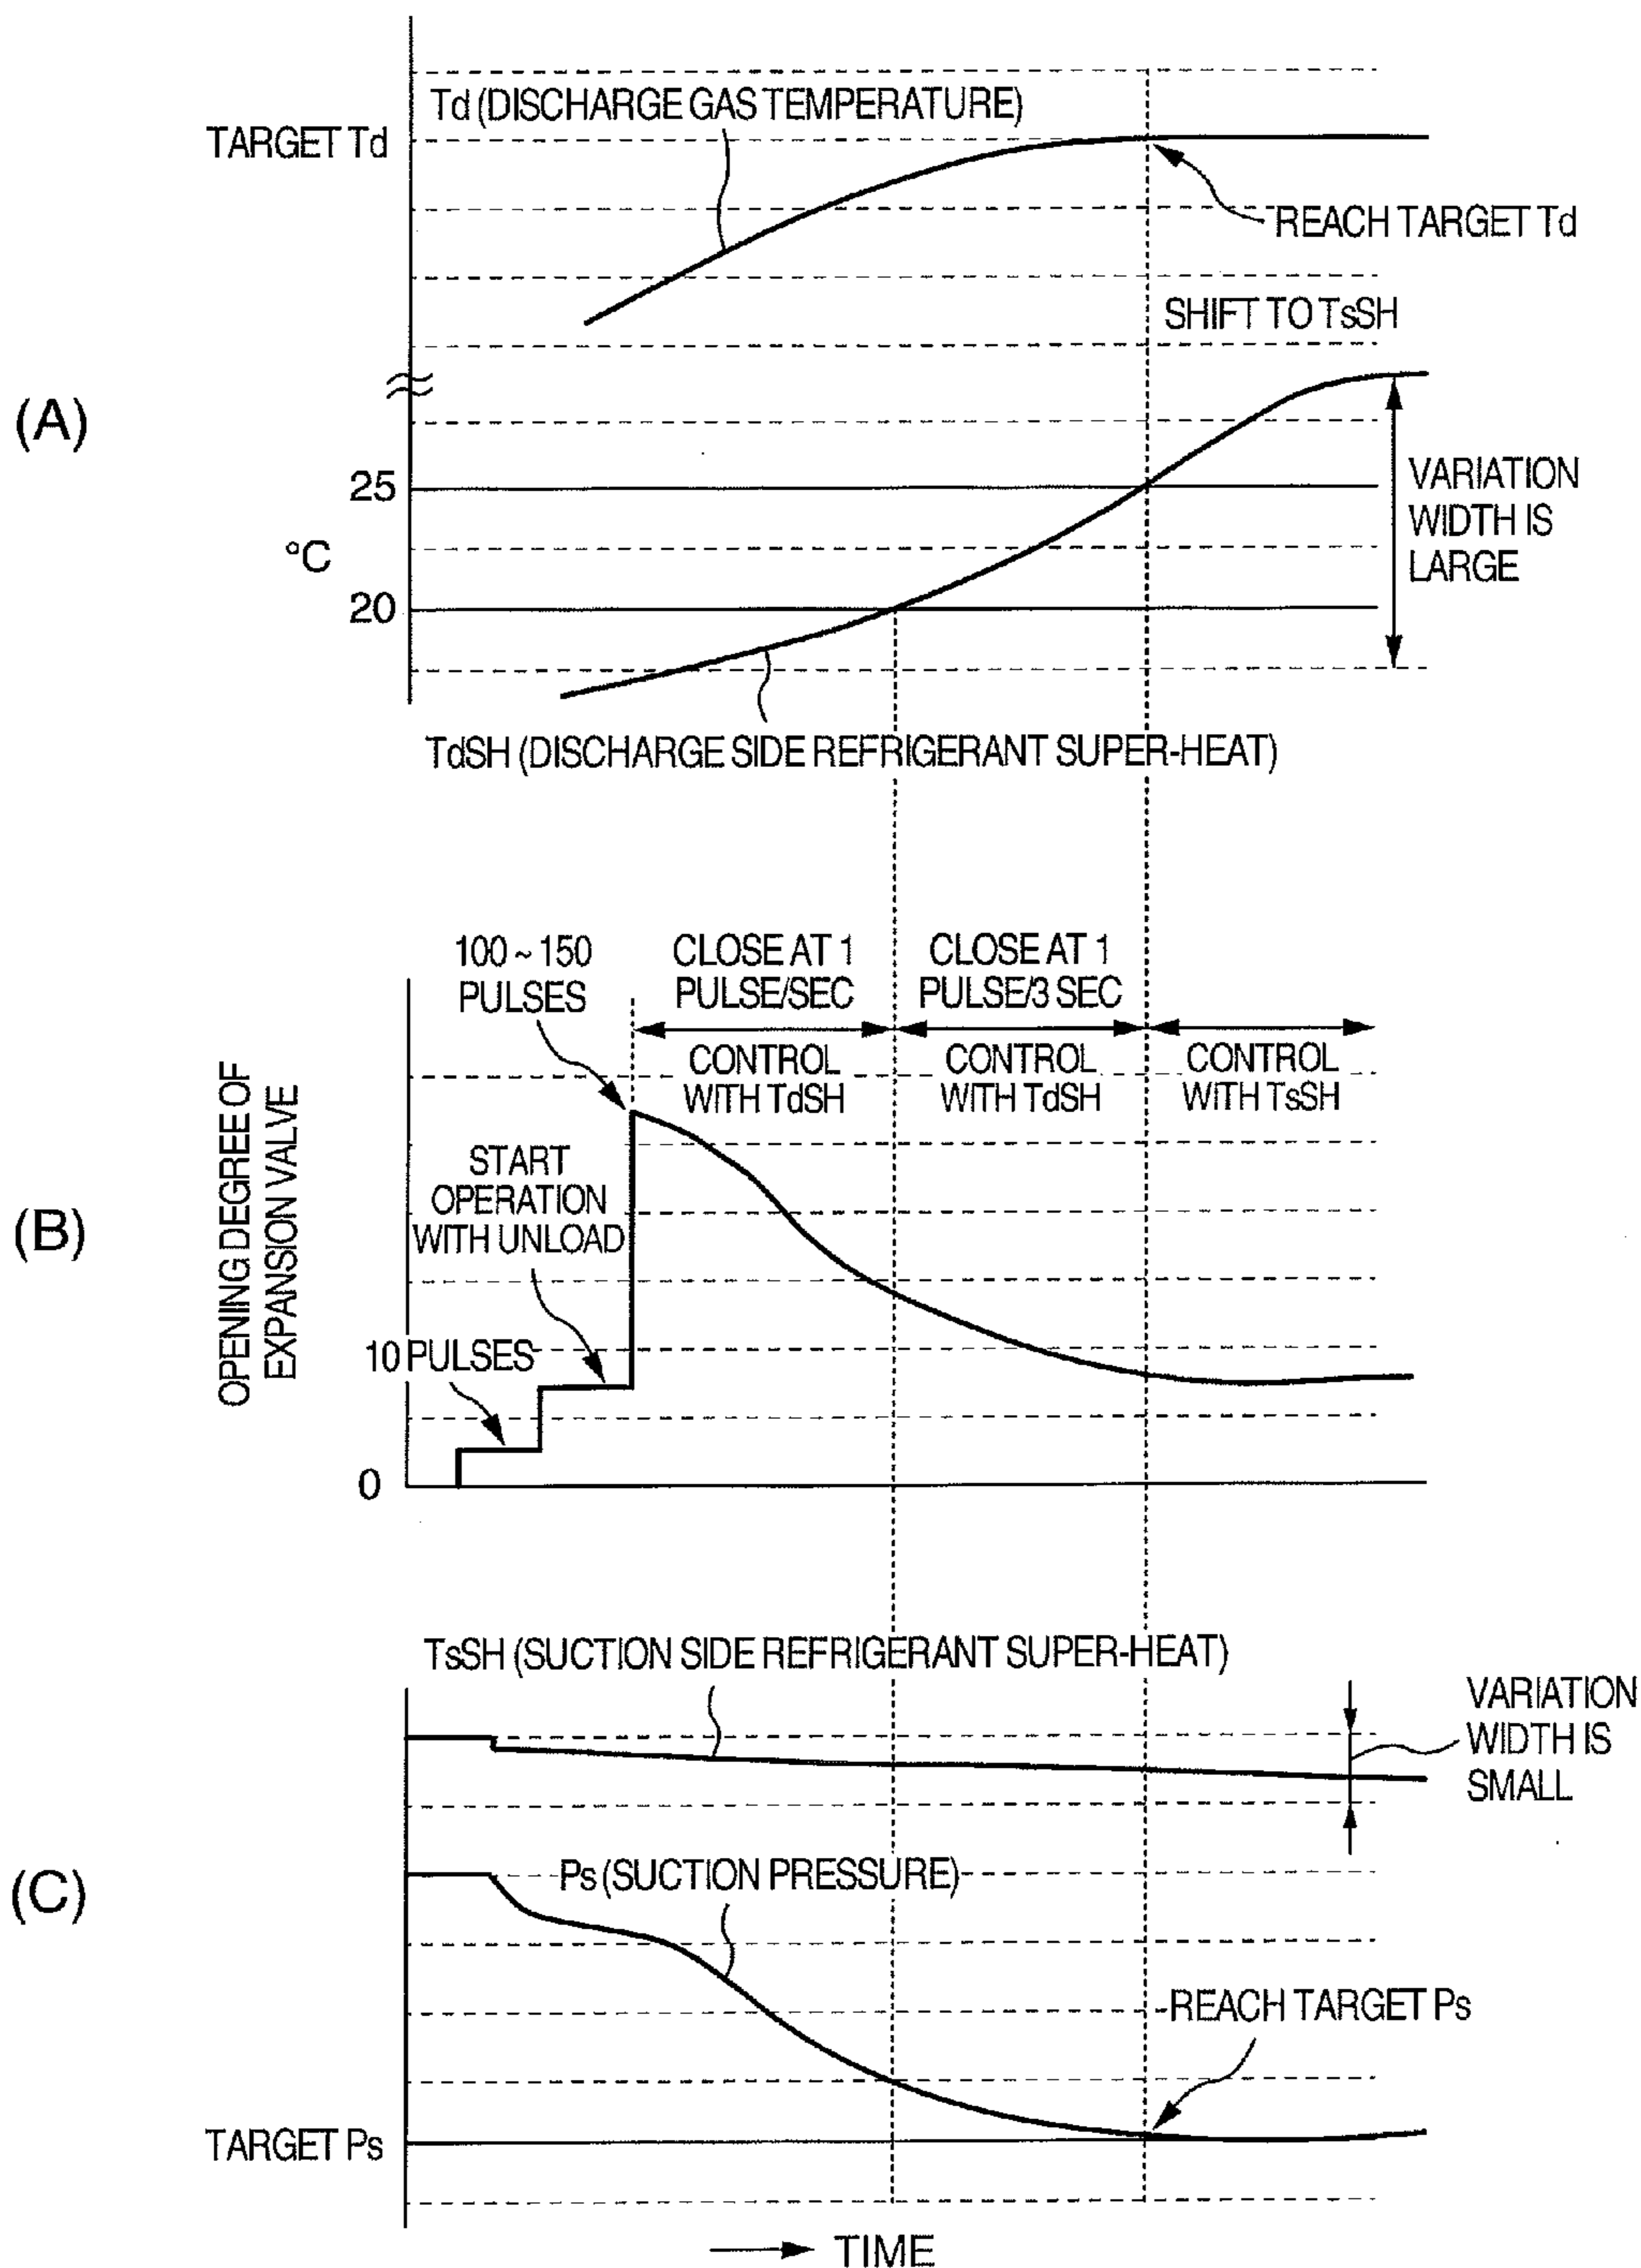 Td (DISCHARGE GAS TEMPERATURE)
TARGET Td
REACH TARGET Td
SHIFT TO TsSH
(A)
25
°C
20
VARIATION
WIDTH IS
LARGE
TdSH (DISCHARGE SIDE REFRIGERANT SUPER-HEAT)
100 ~ 150
PULSES
CLOSE AT 1
PULSE/SEC
CLOSE AT 1
PULSE/3 SEC
CONTROL
WITH TdSH
CONTROL
WITH TdSH
CONTROL
WITH TsSH
(B)
OPENING DEGREE OF
EXPANSION VALVE
START
OPERATION
WITH UNLOAD
10 PULSES
0
TsSH (SUCTION SIDE REFRIGERANT SUPER-HEAT)
VARIATION
WIDTH IS
SMALL
(C)
Ps (SUCTION PRESSURE)
REACH TARGET Ps
TARGET Ps
TIME